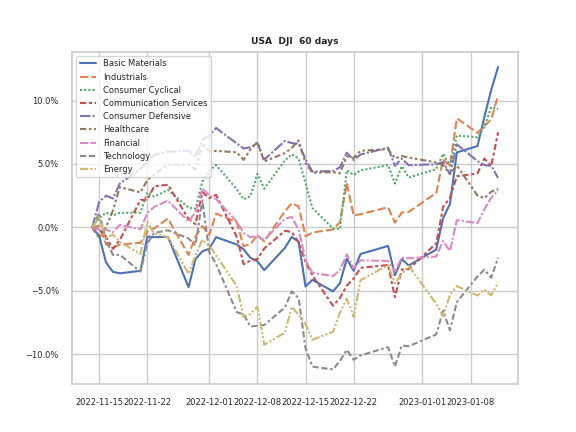 USA  DJI  60 days
Basic Materials
Industrials
Consumer Cyclical
Communication Services
Consumer Defensive
Healthcare
Financial
Technology
Energy
10.0%
5.0%
0.0%
−5.0%
−10.0%
2022-11-15 2022-11-22 2022-12-01 2022-12-08 2022-12-15 2022-12-22 2023-01-01 2023-01-08